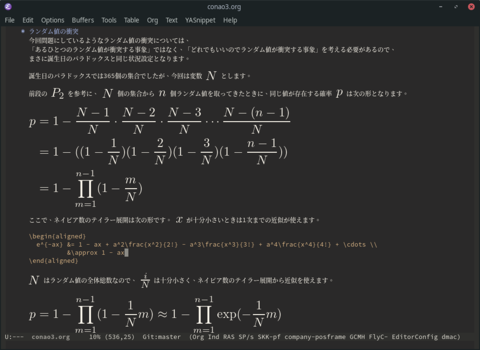 conao3.org
File Edit Options Buffers Tools Table Org Text YASnippet Help
* ランダム値の衝突
今回問題にしているようなランダム値の衝突については、
「あるひとつのランダム値が衝突する事象」ではなく、「どれでもいいのでランダム値が衝突する事象」を考える必要があるので、
まさに誕生日のパラドックスと同じ状況設定となります。
誕生日のパラドックスでは365個の集合でしたが、今回は変数 N とします。
前段の P_2 を参考に、 N 個の集合から n 個ランダム値を取ってきたときに、同じ値が存在する確率 p は次の形となります。
p = 1 - \frac{N-1}{N} \cdot \frac{N-2}{N} \cdot \frac{N-3}{N} \cdots \frac{N-(n-1)}{N}
= 1 - ((1 - \frac{1}{N})(1 - \frac{2}{N})(1 - \frac{3}{N})(1 - \frac{n-1}{N}))
= 1 - \prod_{m=1}^{n-1}(1 - \frac{m}{N})
ここで、ネイピア数のテイラー展開は次の形です。 x が十分小さいときは1次までの近似が使えます。
\begin{aligned}
e^{-ax} &= 1 - ax + a^2\frac{x^2}{2!} - a^3\frac{x^3}{3!} + a^4\frac{x^4}{4!} + \cdots \\
&\approx 1 - ax
\end{aligned}
N はランダム値の全体総数なので、 \frac{i}{N} は十分小さく、ネイピア数のテイラー展開から近似を使えます。
p = 1 - \prod_{m=1}^{n-1}(1 - \frac{1}{N}m) \approx 1 - \prod_{m=1}^{n-1}\exp(-\frac{1}{N}m)
U:--- conao3.org 10% (536,25) Git:master (Org Ind RAS SP/s SKK-pf company-posframe GCMH FlyC- EditorConfig dmac)